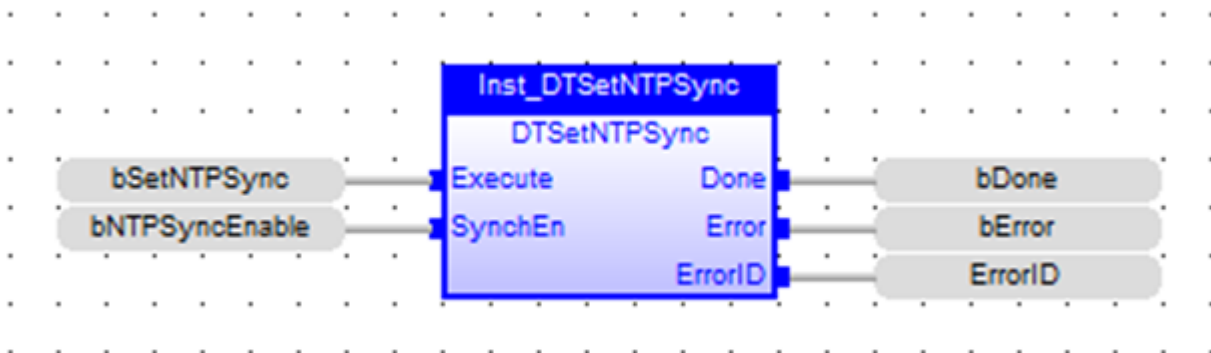 Inst_DTSetNTPSync
DTSetNTPSync
bSetNTPSync Execute Done bDone
bNTPSyncEnable SynchEn Error bError
ErrorID ErrorID